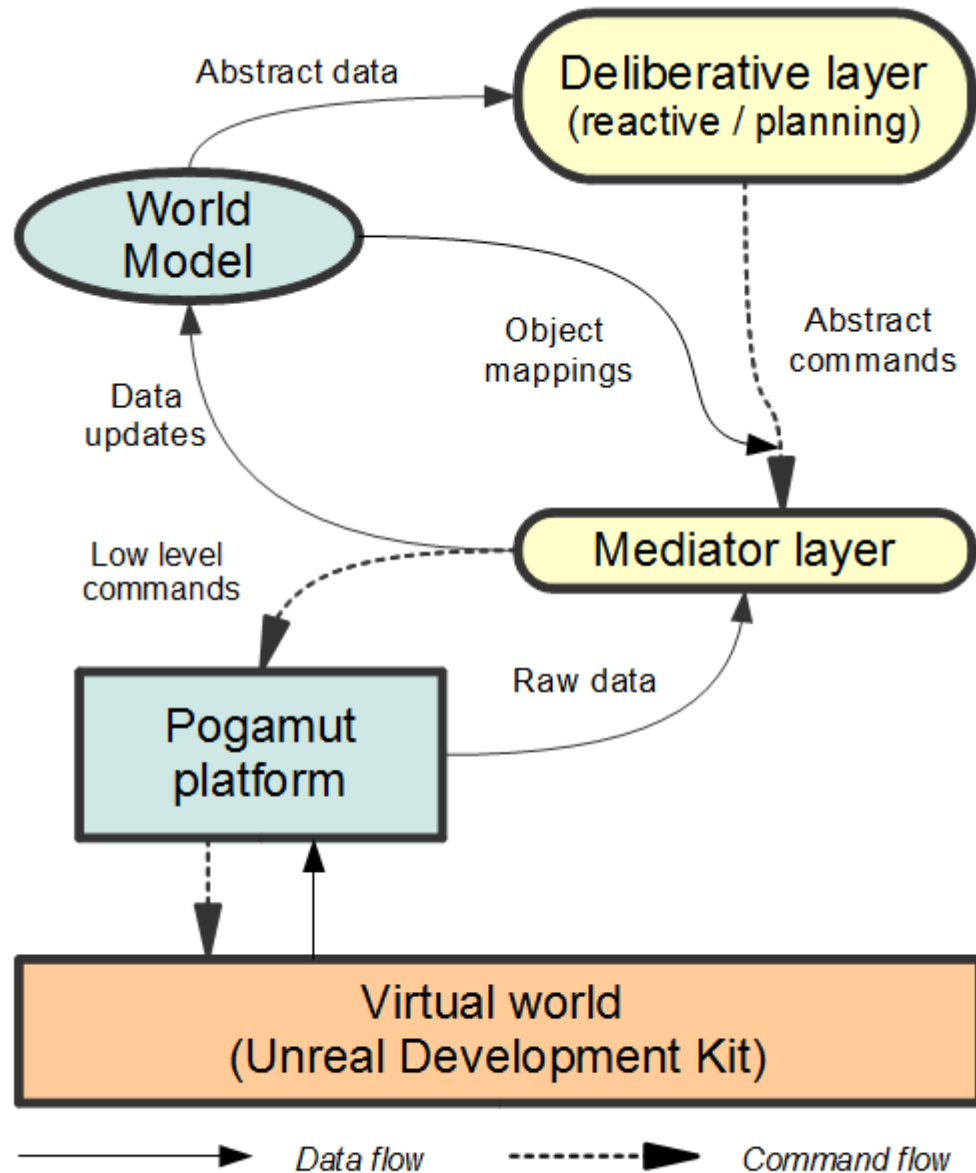 Abstract data
Deliberative layer
(reactive / planning)
World
Model
Object
mappings
Abstract
commands
Data
updates
Mediator layer
Low level
commands
Raw data
Pogamut
platform
Virtual world
(Unreal Development Kit)
Data flow
Command flow